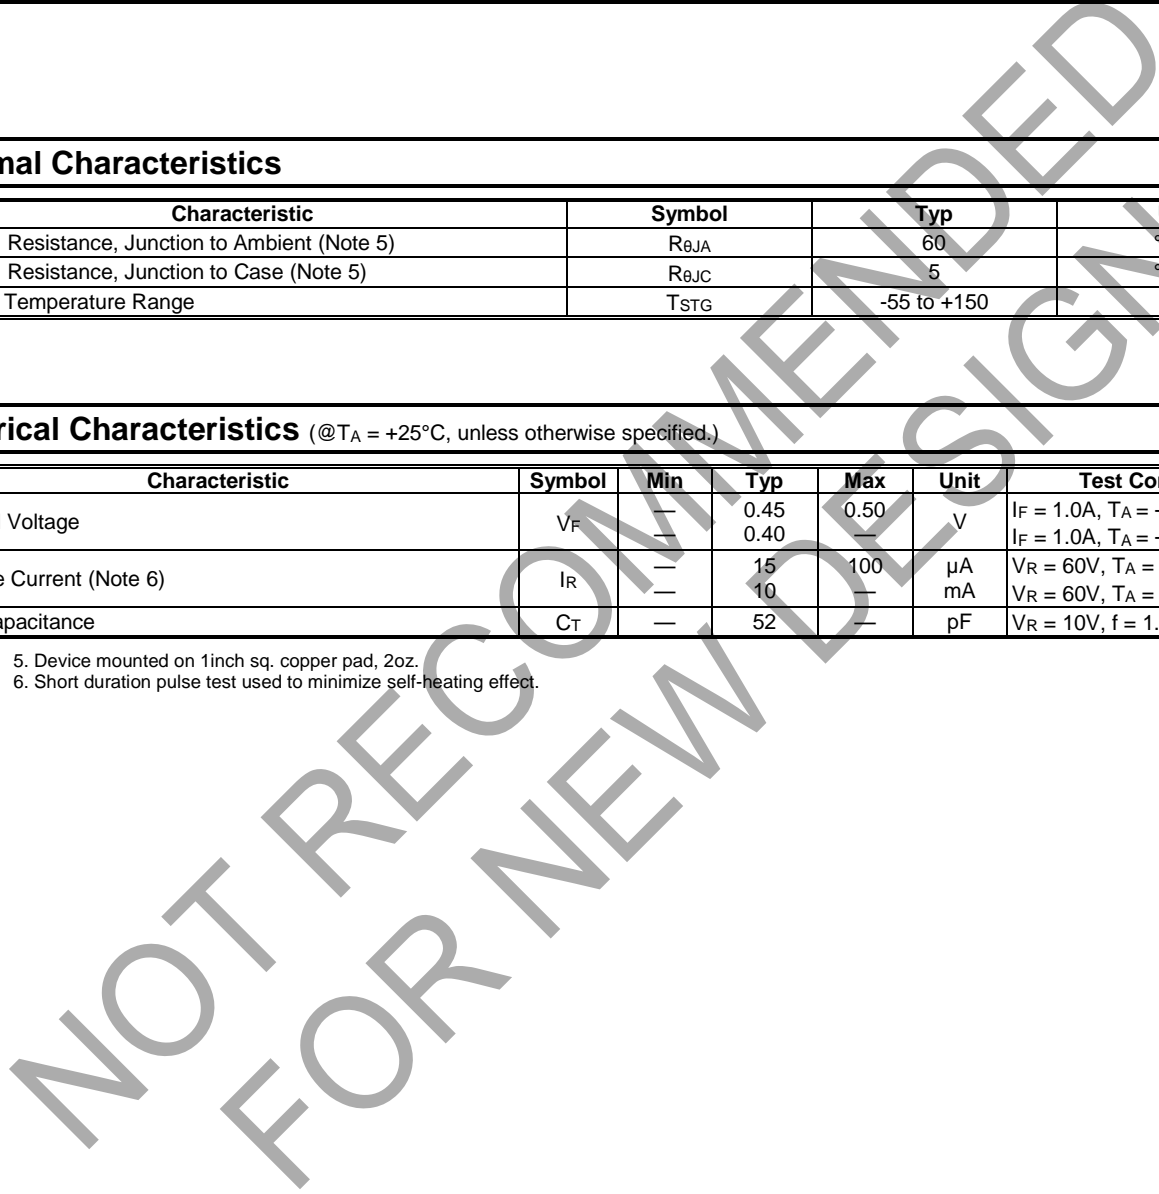 mal Characteristics
Characteristic Symbol Typ
Resistance, Junction to Ambient (Note 5) RθJA 60
Resistance, Junction to Case (Note 5) RθJC 5
Temperature Range TSTG -55 to +150
rical Characteristics (@TA = +25°C, unless otherwise specified.)
Characteristic Symbol Min Typ Max Unit Test Co
Voltage VF — 0.45 0.50 V IF = 1.0A, TA =
— 0.40 — IF = 1.0A, TA =
e Current (Note 6) IR — 15 100 µA VR = 60V, TA =
— 10 — mA VR = 60V, TA =
apacitance CT — 52 — pF VR = 10V, f = 1.
5. Device mounted on 1inch sq. copper pad, 2oz.
6. Short duration pulse test used to minimize self-heating effect.
NOT RECOMMENDED
FOR NEW DESIGN